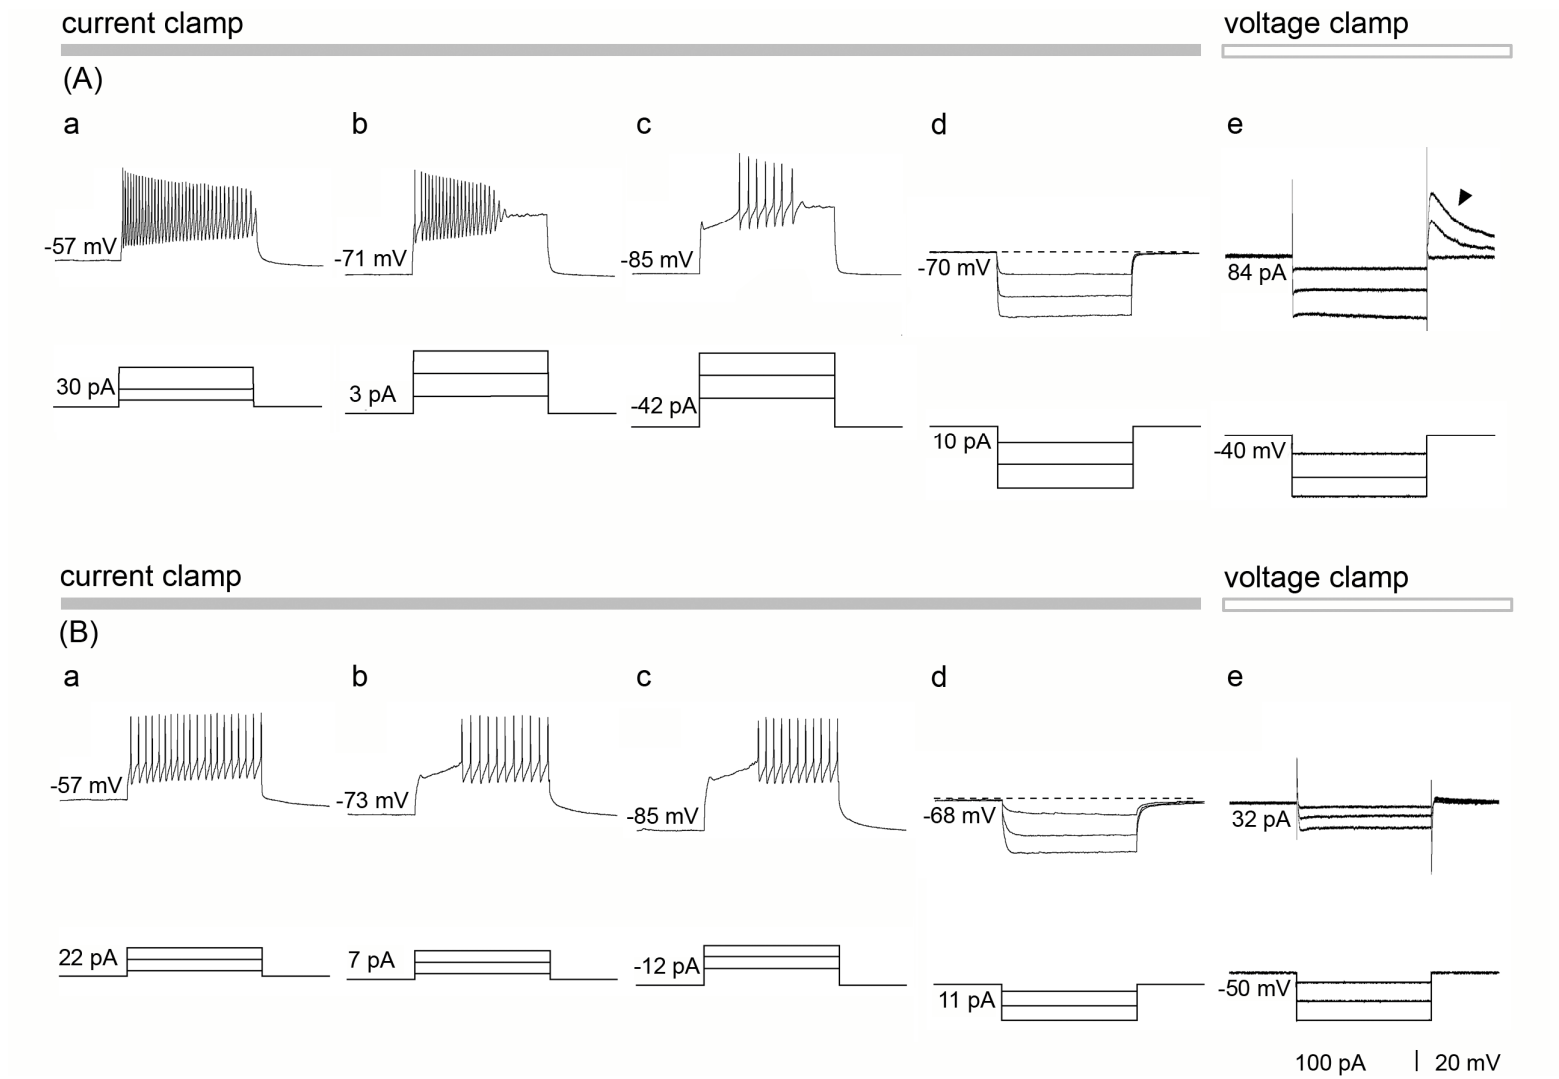 current clamp voltage clamp
(A)
a b c d e
-57 mV -71 mV -85 mV -70 mV 84 pA
30 pA 3 pA -42 pA 10 pA -40 mV
current clamp voltage clamp
(B)
a b c d e
-57 mV -73 mV -85 mV -68 mV 32 pA
22 pA 7 pA -12 pA 11 pA -50 mV
100 pA 20 mV